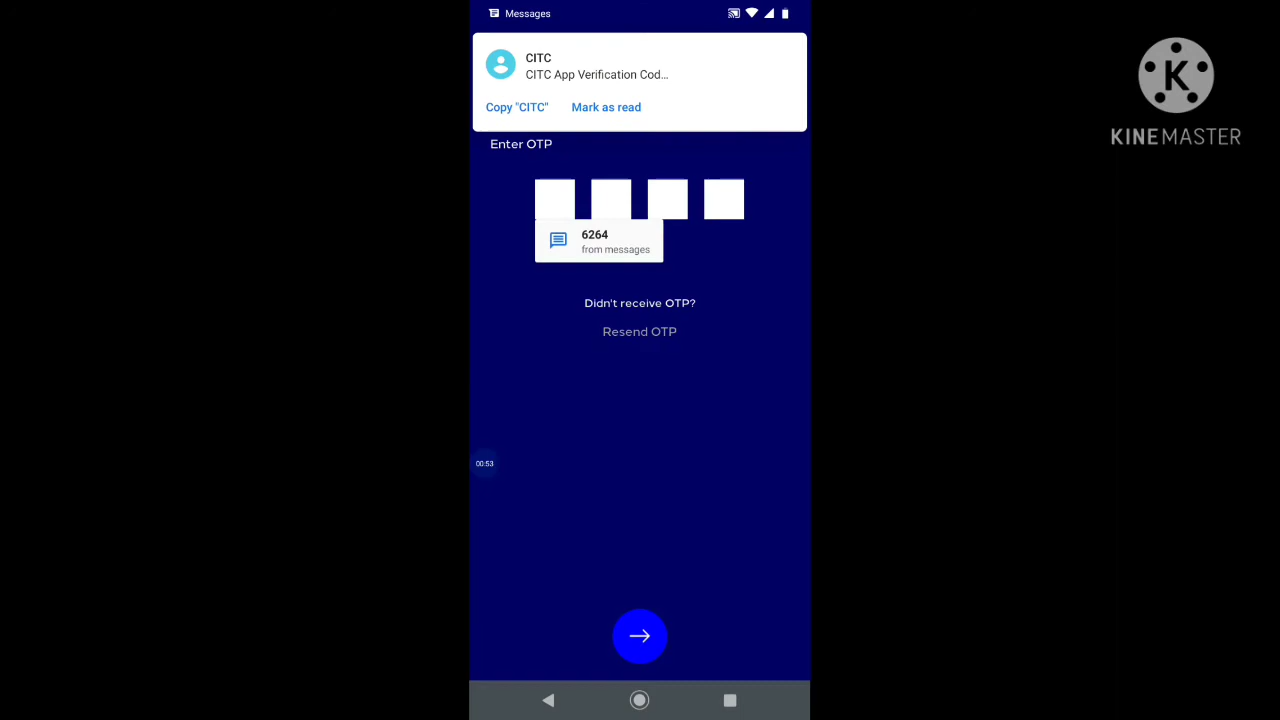 Messages
CITC
CITC App Verification Cod...
Copy "CITC" Mark as read
Enter OTP
6264
from messages
Didn't receive OTP?
Resend OTP
00:53
K
KINEMASTER